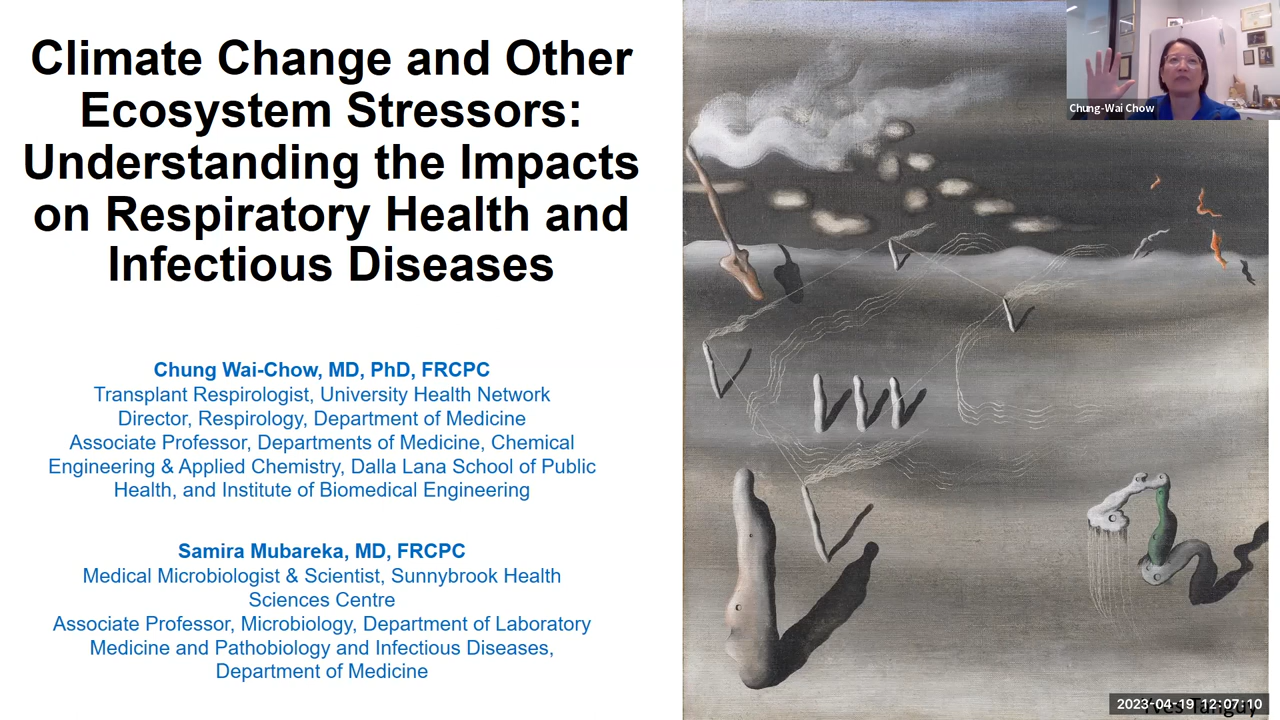 Climate Change and Other
Ecosystem Stressors:
Understanding the Impacts
on Respiratory Health and
Infectious Diseases
Chung Wai-Chow, MD, PhD, FRCPC
Transplant Respirologist, University Health Network
Director, Respirology, Department of Medicine
Associate Professor, Departments of Medicine, Chemical
Engineering & Applied Chemistry, Dalla Lana School of Public
Health, and Institute of Biomedical Engineering
Samira Mubareka, MD, FRCPC
Medical Microbiologist & Scientist, Sunnybrook Health
Sciences Centre
Associate Professor, Microbiology, Department of Laboratory
Medicine and Pathobiology and Infectious Diseases,
Department of Medicine
Chung-Wai Chow
Yves Tanguy
2023-04-19 12:07:10